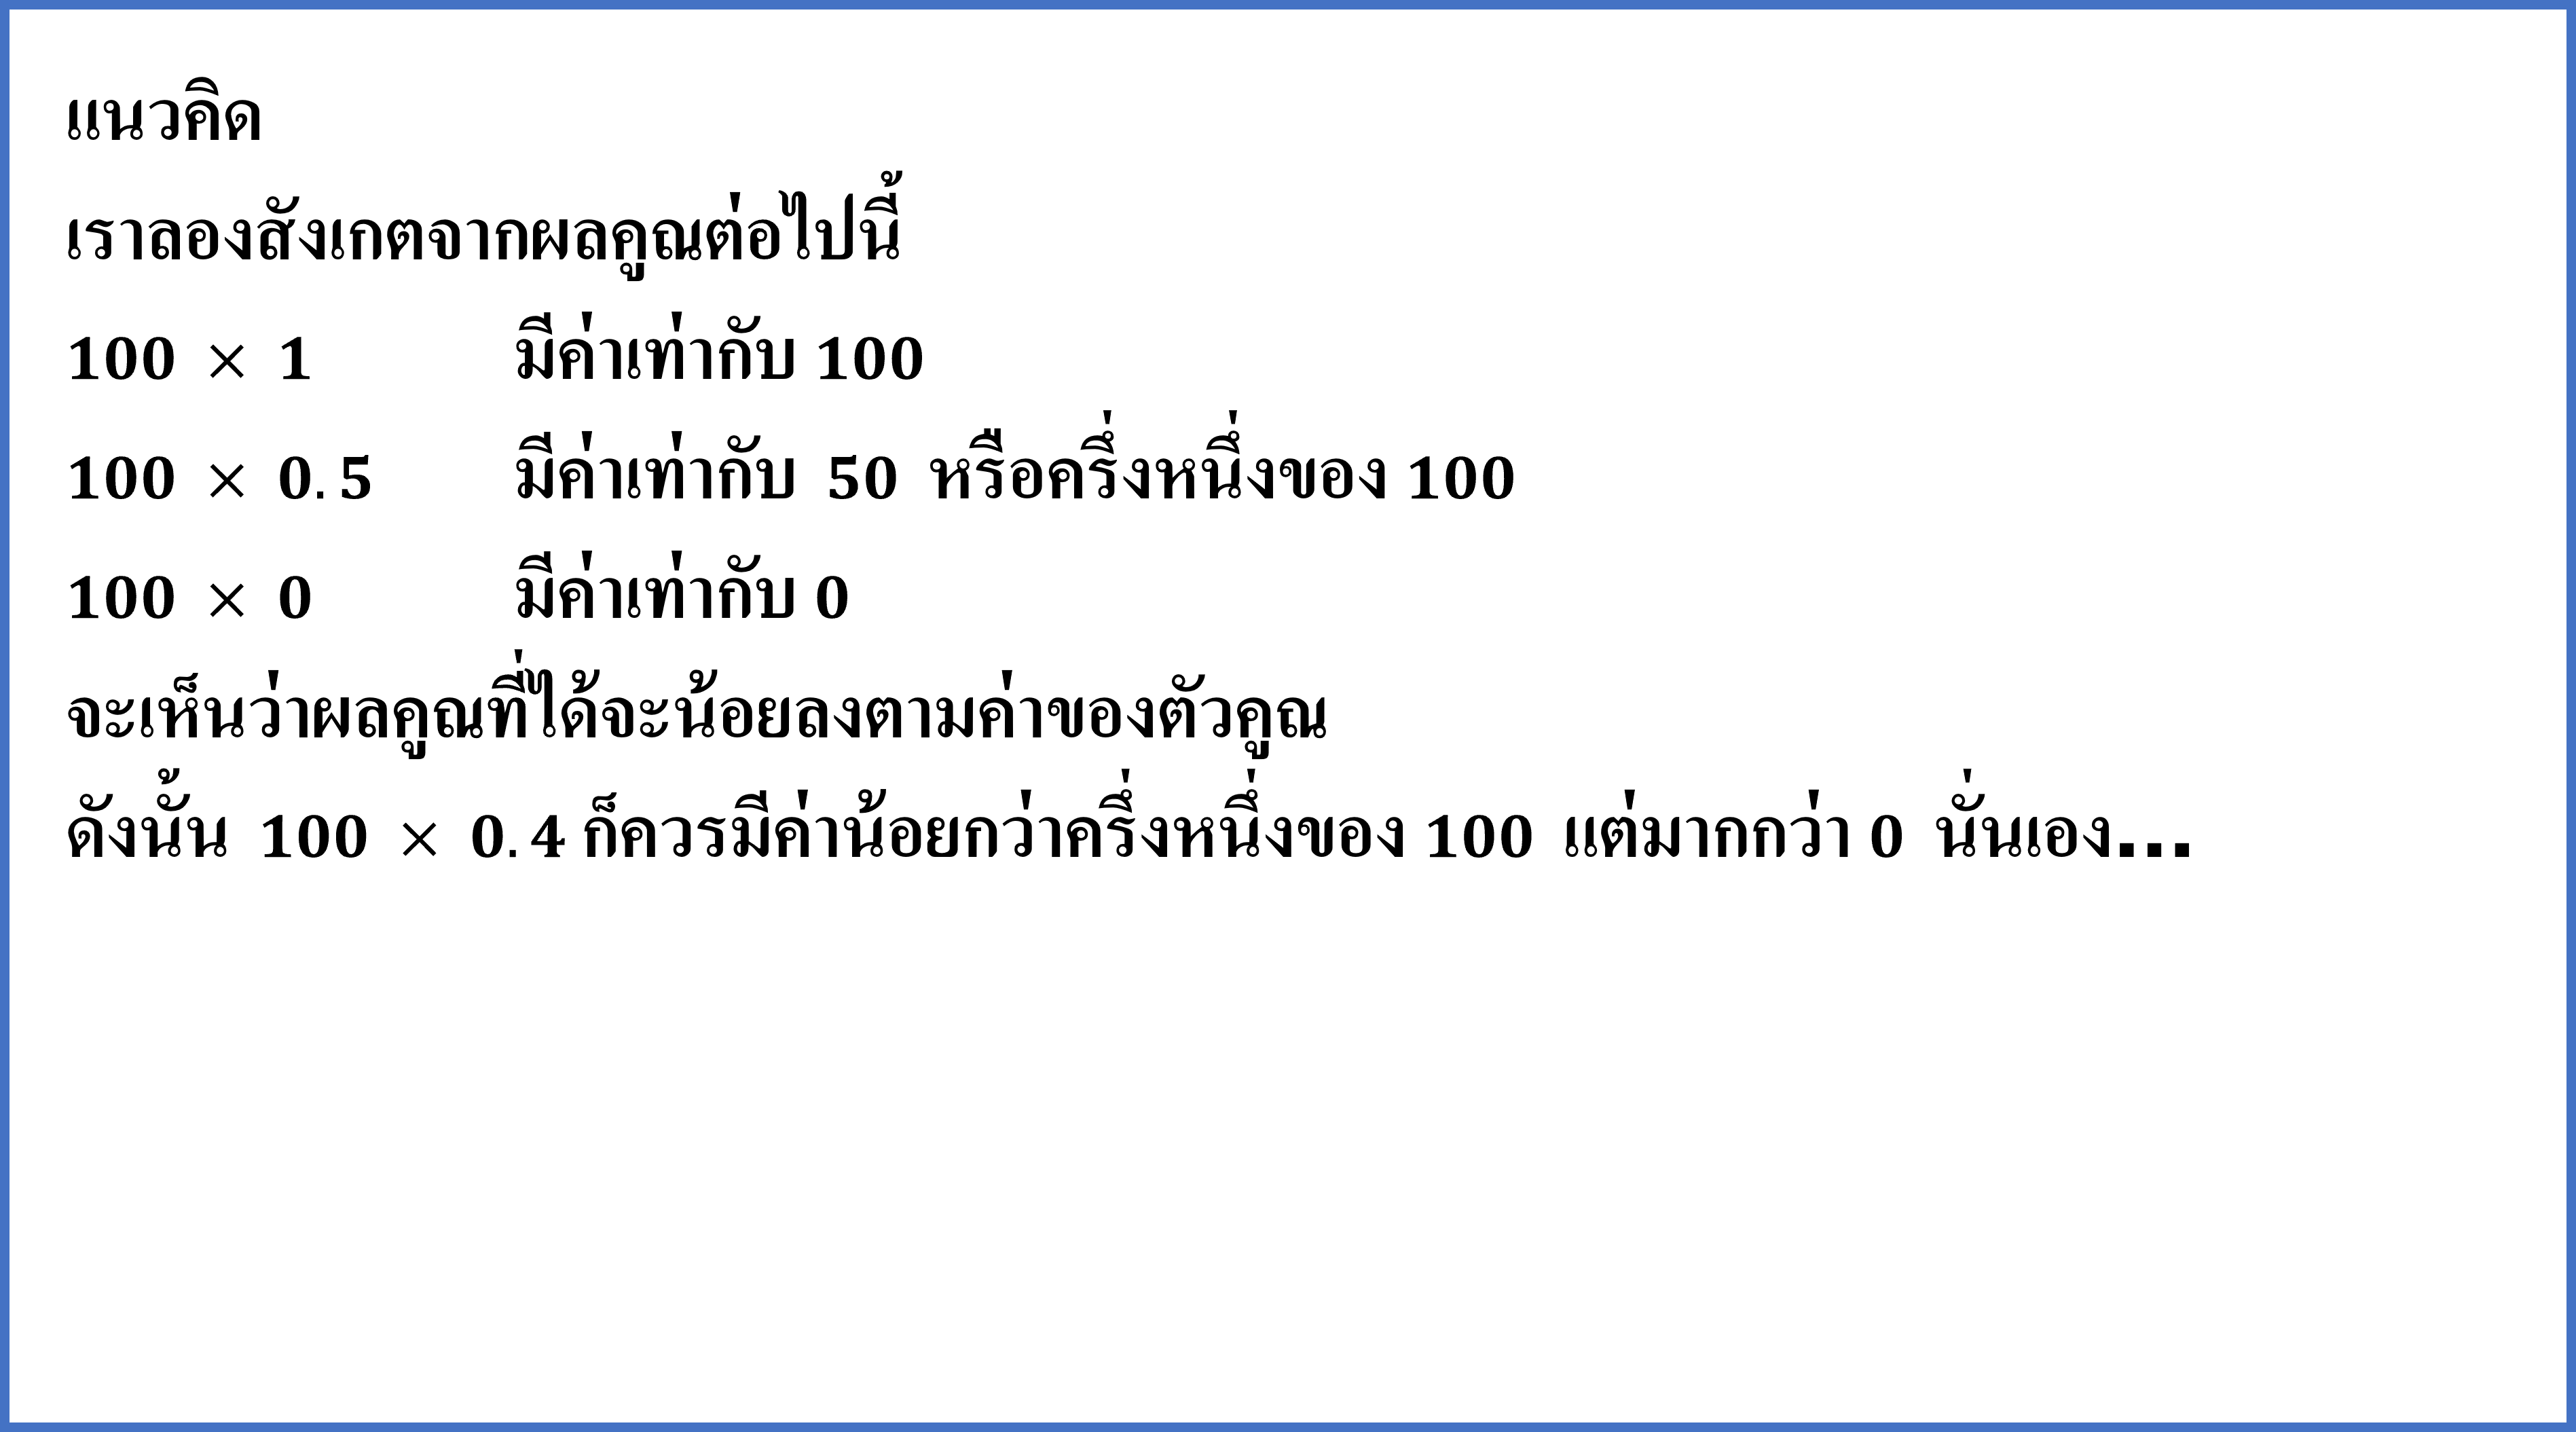 แนวคิด
เราลองสังเกตจากผลคูณต่อไปนี้
100 × 1 มีค่าเท่ากับ 100
100 × 0.5 มีค่าเท่ากับ 50 หรือครึ่งหนึ่งของ 100
100 × 0 มีค่าเท่ากับ 0
จะเห็นว่าผลคูณที่ได้จะน้อยลงตามค่าของตัวคูณ
ดังนั้น 100 × 0.4 ก็ควรมีค่าน้อยกว่าครึ่งหนึ่งของ 100 แต่มากกว่า 0 นั่นเอง...